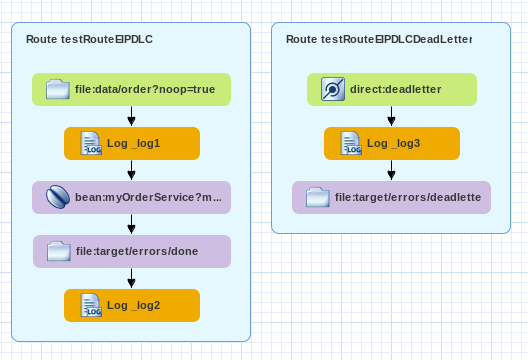 Route testRouteEIPDLC
file:data/order?noop=true
LOG
Log _log1
bean:myOrderService?m...
file:target/errors/done
LOG
Log _log2
Route testRouteEIPDLCDeadLetter
direct:deadletter
LOG
Log _log3
file:target/errors/deadlette